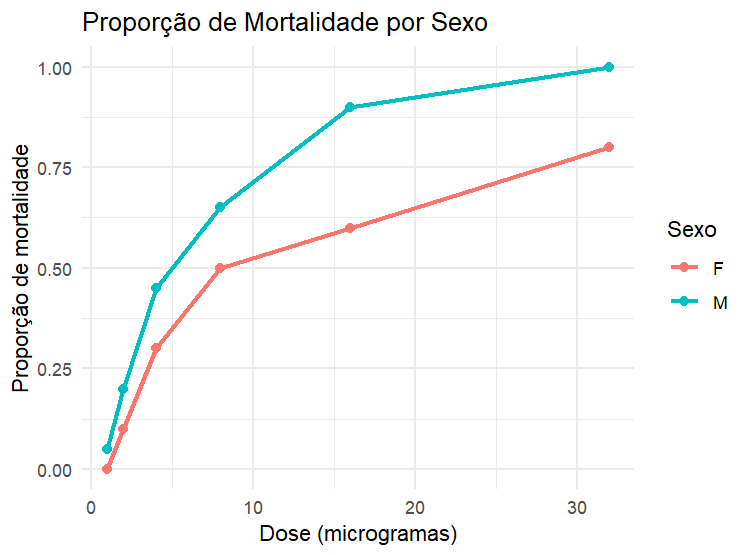 Proporção de Mortalidade por Sexo
Proporção de mortalidade
1.00
0.75
0.50
0.25
0.00
0
10
20
30
Dose (microgramas)
Sexo
F
M